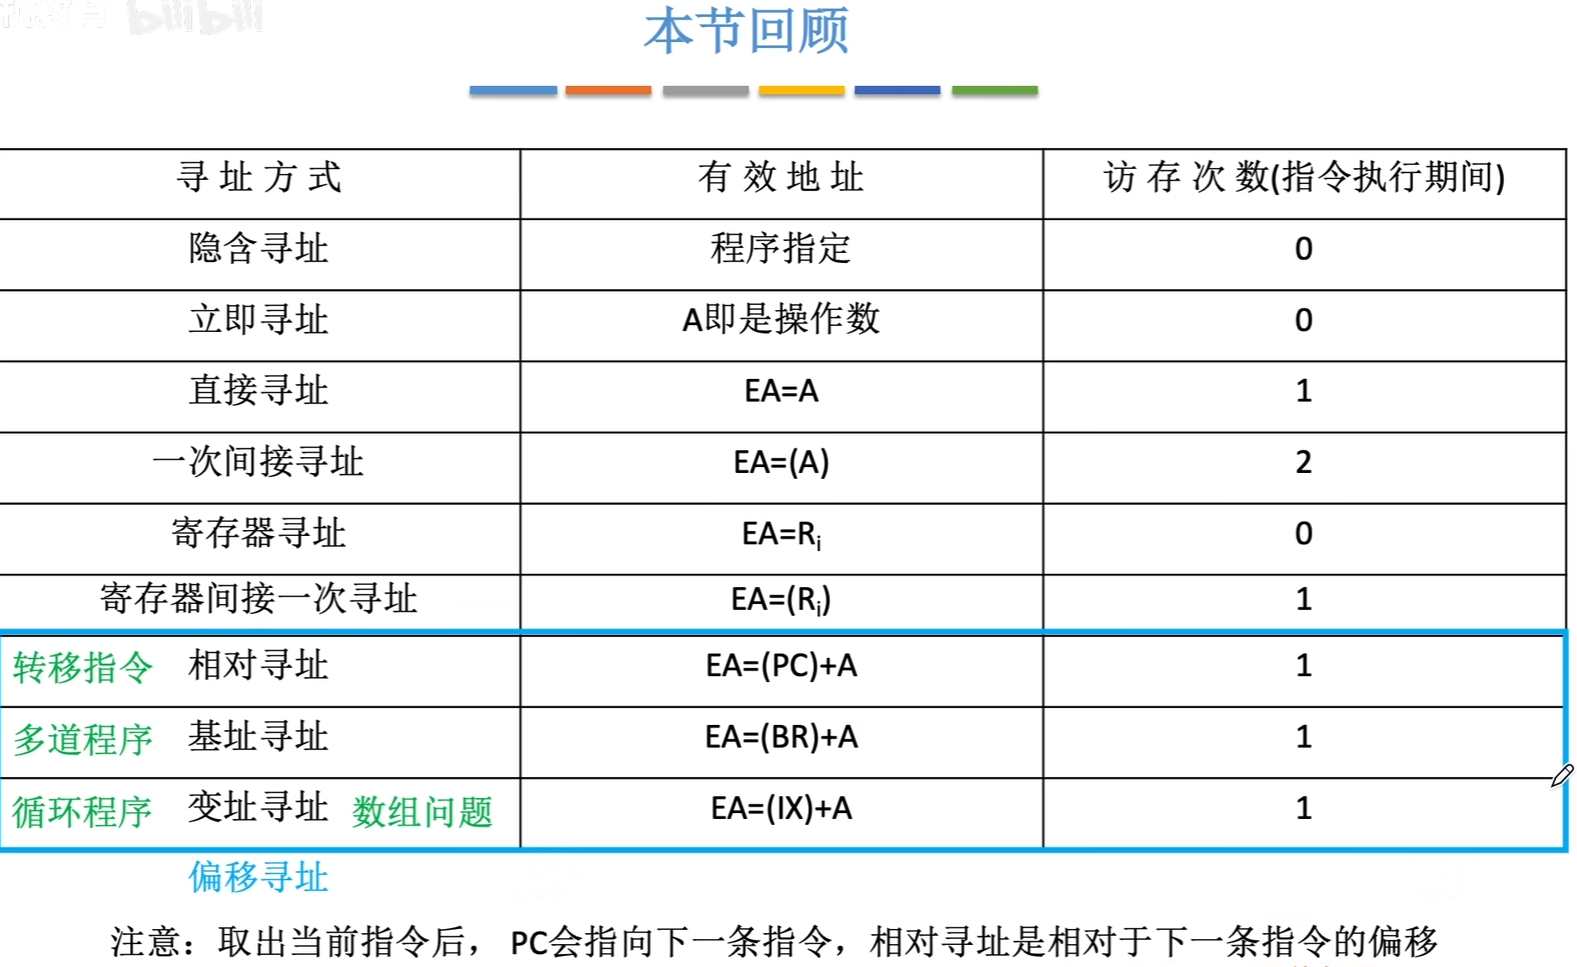 bilibili
本节回顾
寻址方式 有效地址 访存次数(指令执行期间)
隐含寻址 程序指定 0
立即寻址 A即是操作数 0
直接寻址 EA=A 1
一次间接寻址 EA=(A) 2
寄存器寻址 EA=Ri 0
寄存器间接一次寻址 EA=(Ri) 1
转移指令 相对寻址 EA=(PC)+A 1
多道程序 基址寻址 EA=(BR)+A 1
循环程序 变址寻址 数组问题 EA=(IX)+A 1
偏移寻址
注意：取出当前指令后， PC会指向下一条指令，相对寻址是相对于下一条指令的偏移